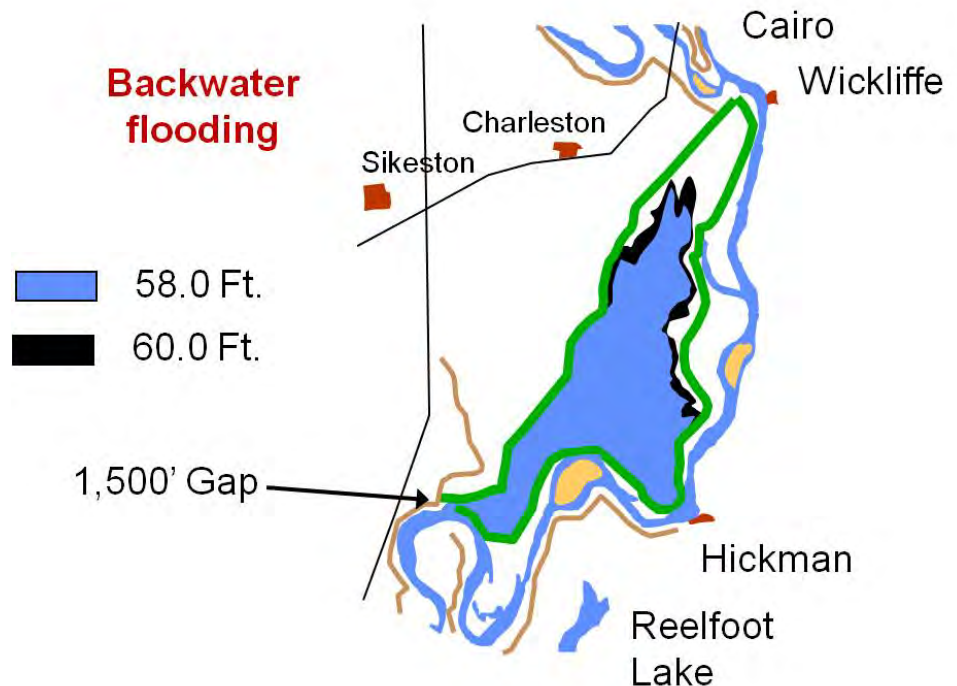 Cairo
Wickliffe
Backwater
flooding
Charleston
Sikeston
58.0 Ft.
60.0 Ft.
1,500’ Gap
Hickman
Reelfoot
Lake